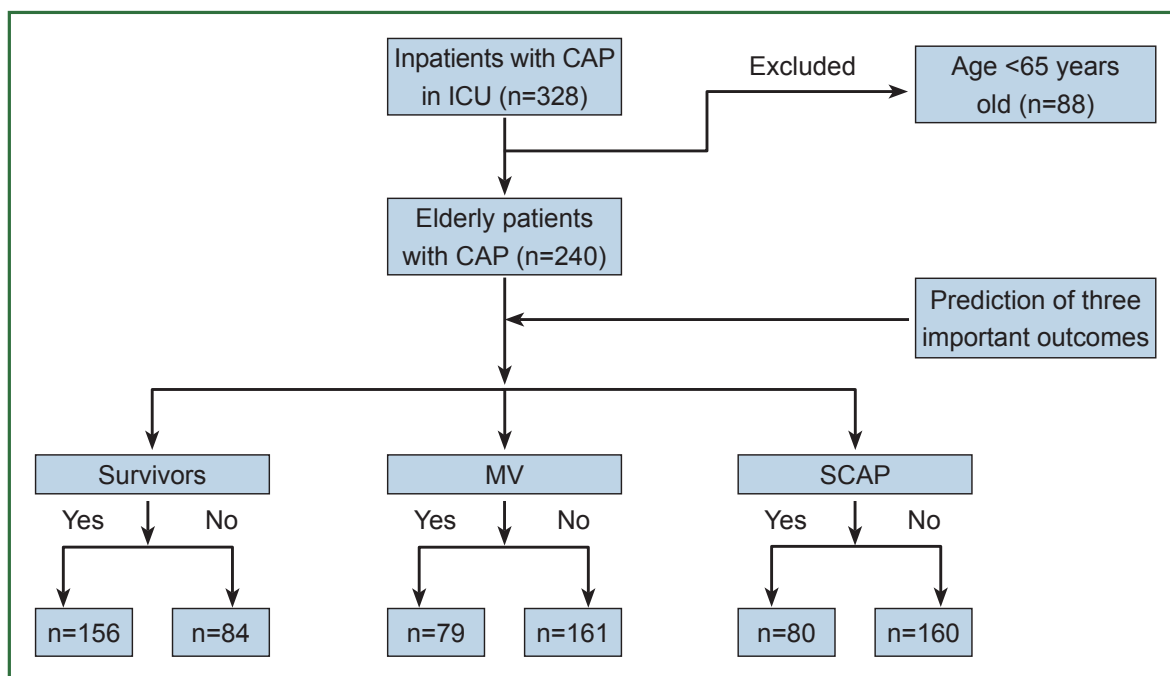 Inpatients with CAP
in ICU (n=328)
Excluded
Age <65 years
old (n=88)
Elderly patients
with CAP (n=240)
Prediction of three
important outcomes
Survivors
MV
SCAP
Yes
No
Yes
No
Yes
No
n=156
n=84
n=79
n=161
n=80
n=160